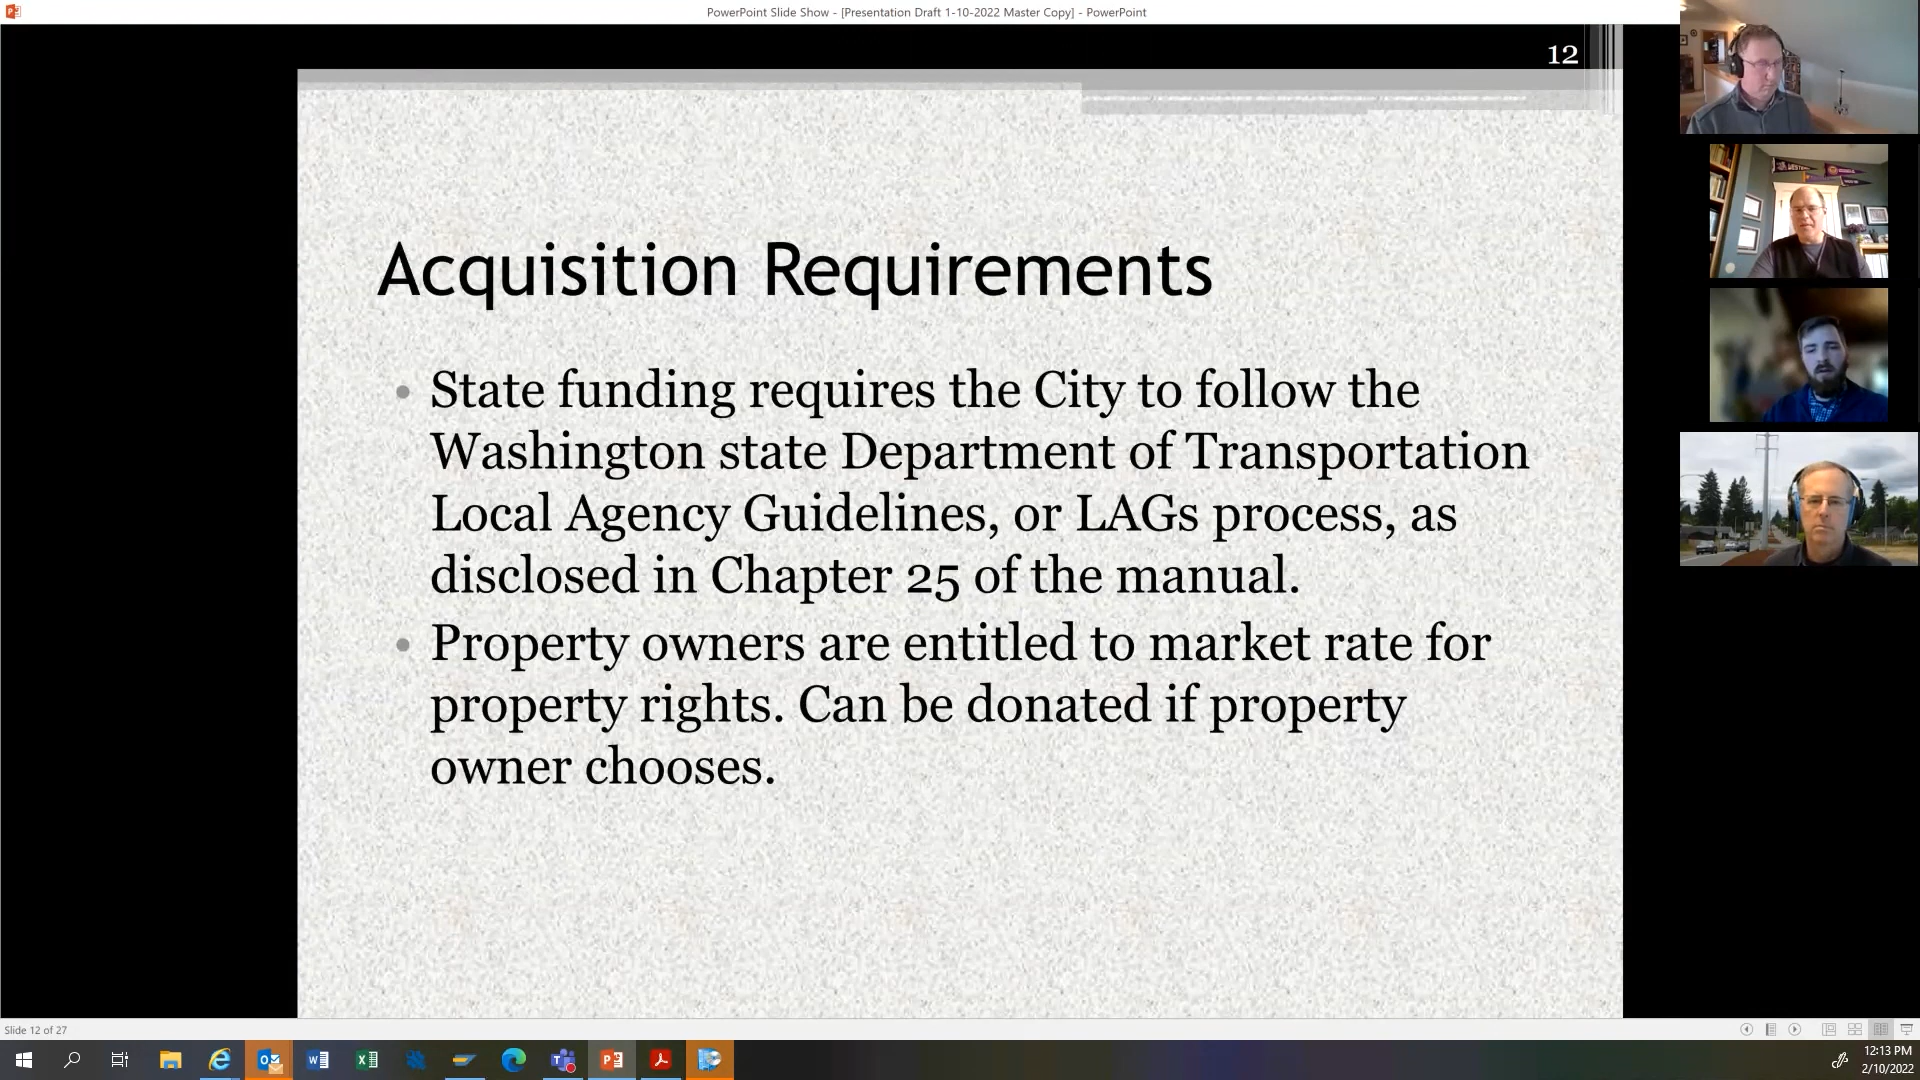 PowerPoint Slide Show - [Presentation Draft 1-10-2022 Master Copy] - PowerPoint
12
Acquisition Requirements
• State funding requires the City to follow the
Washington state Department of Transportation
Local Agency Guidelines, or LAGs process, as
disclosed in Chapter 25 of the manual.
• Property owners are entitled to market rate for
property rights. Can be donated if property
owner chooses.
Slide 12 of 27
12:13 PM
2/10/2022